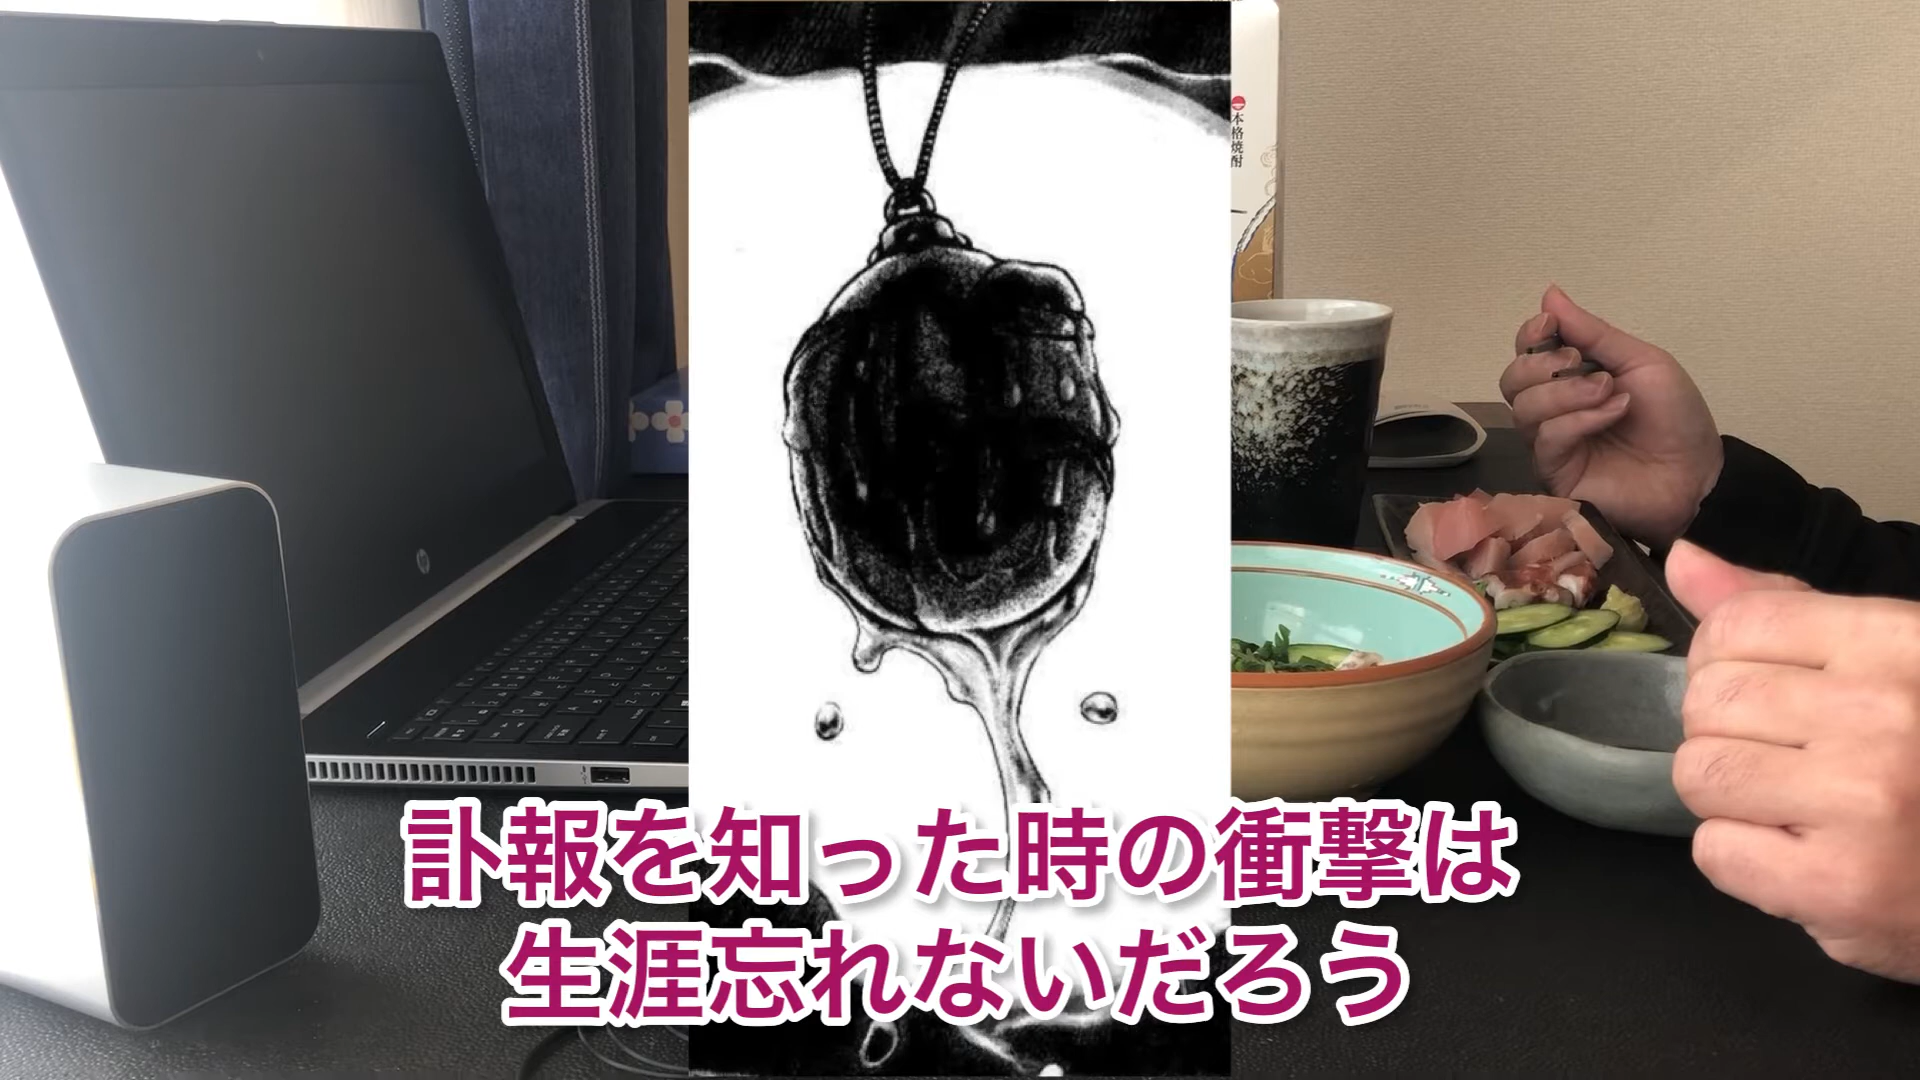 本格焼酎
hp
訃報を知った時の衝撃は
生涯忘れないだろう